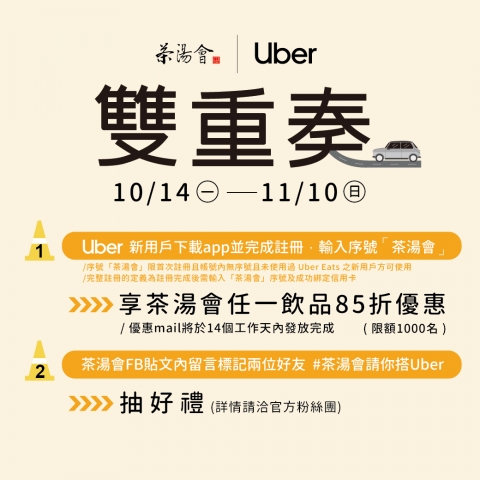 茶湯會 Uber
雙重奏
10/14㊀—11/10㊐
1 Uber 新用戶下載app並完成註冊，輸入序號「茶湯會」
/序號「茶湯會」限首次註冊且帳號內無序號且未使用過 Uber Eats 之新用戶方可使用
/完整註冊的定義為註冊完成後需輸入「茶湯會」序號及成功綁定信用卡
享茶湯會任一飲品85折優惠
/ 優惠mail將於14個工作天內發放完成 ( 限額1000名 )
2 茶湯會FB貼文內留言標記兩位好友 #茶湯會請你搭Uber
抽好禮 (詳情請洽官方粉絲團)